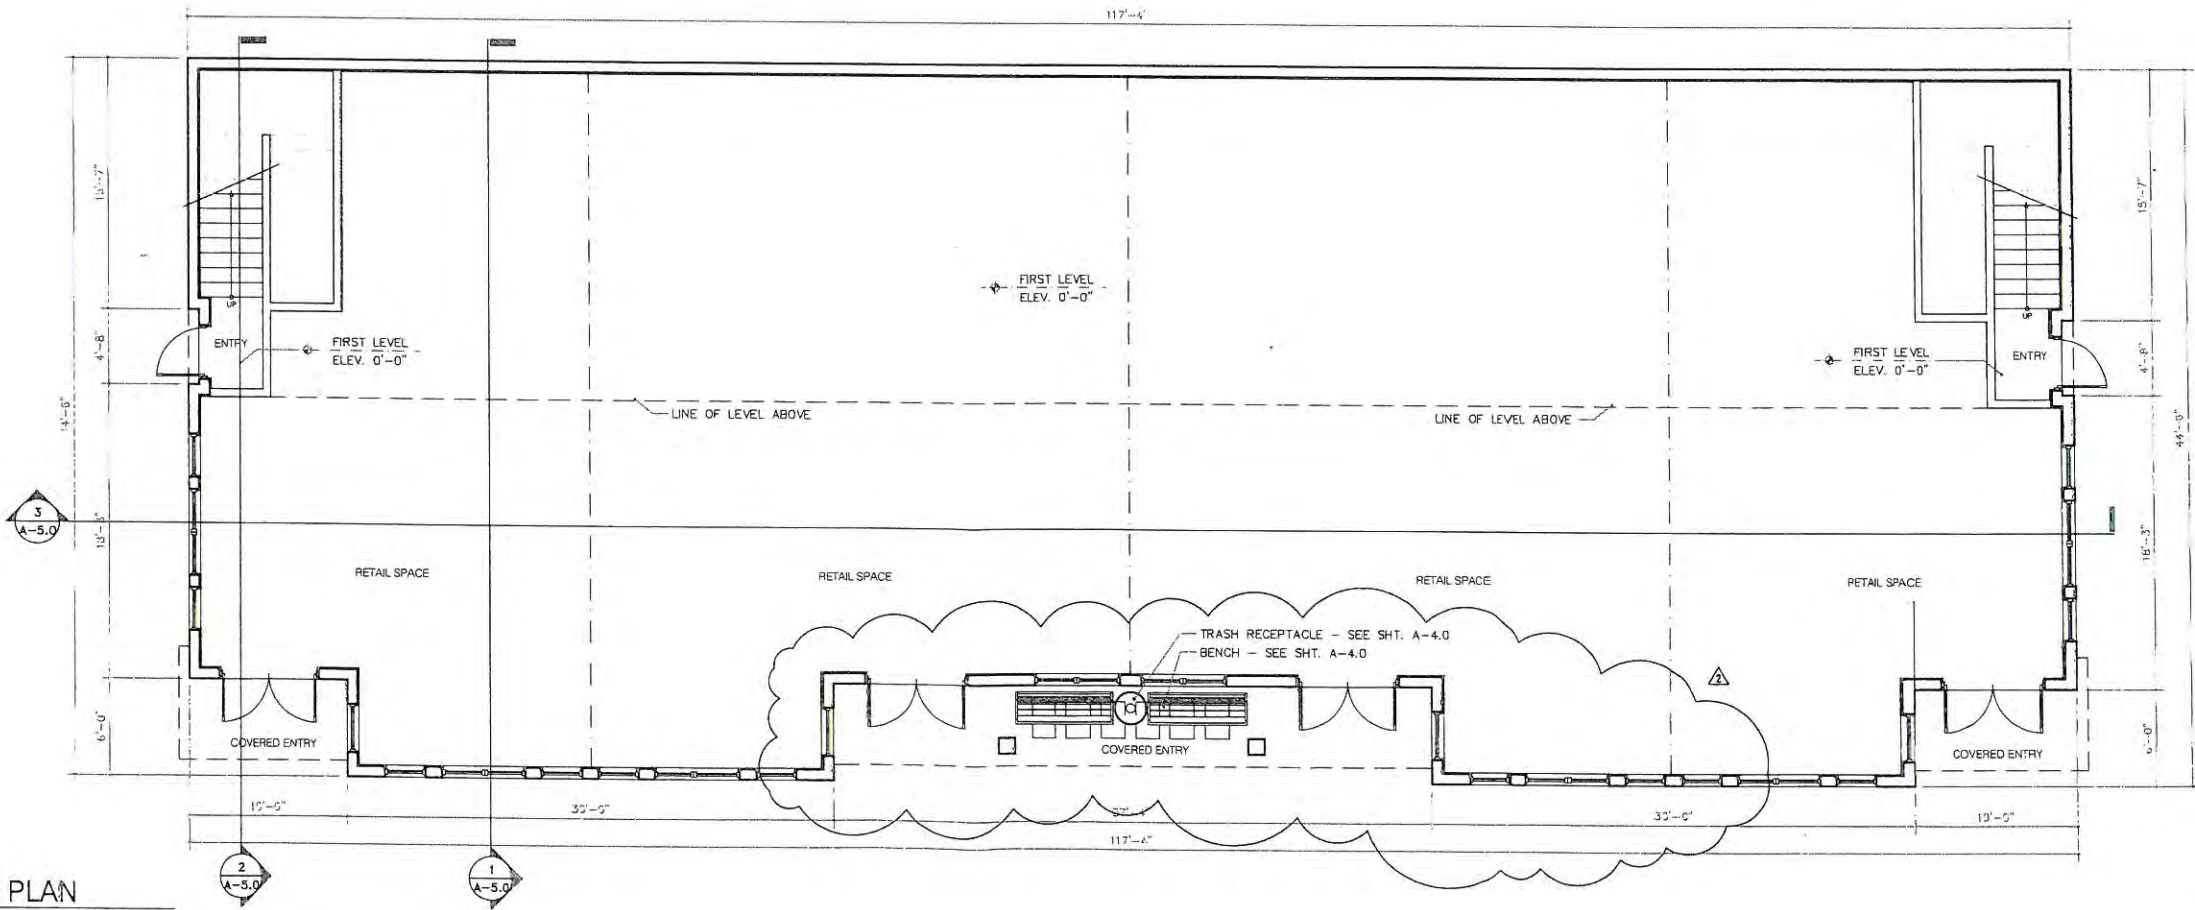 117'-4"
FIRST LEVEL
ELEV. 0'-0"
15'-7"
UP
UP
ENTRY
FIRST LEVEL
ELEV. 0'-0"
FIRST LEVEL
ELEV. 0'-0"
ENTRY
4'-8"
4'-8"
LINE OF LEVEL ABOVE
LINE OF LEVEL ABOVE
44'-0"
3
A-5.0
18'-3"
RETAIL SPACE
RETAIL SPACE
RETAIL SPACE
RETAIL SPACE
TRASH RECEPTACLE - SEE SHT. A-4.0
BENCH - SEE SHT. A-4.0
2
6'-0"
COVERED ENTRY
COVERED ENTRY
COVERED ENTRY
10'-0"
30'-0"
30'-0"
10'-0"
117'-4"
2
A-5.0
1
A-5.0
PLAN